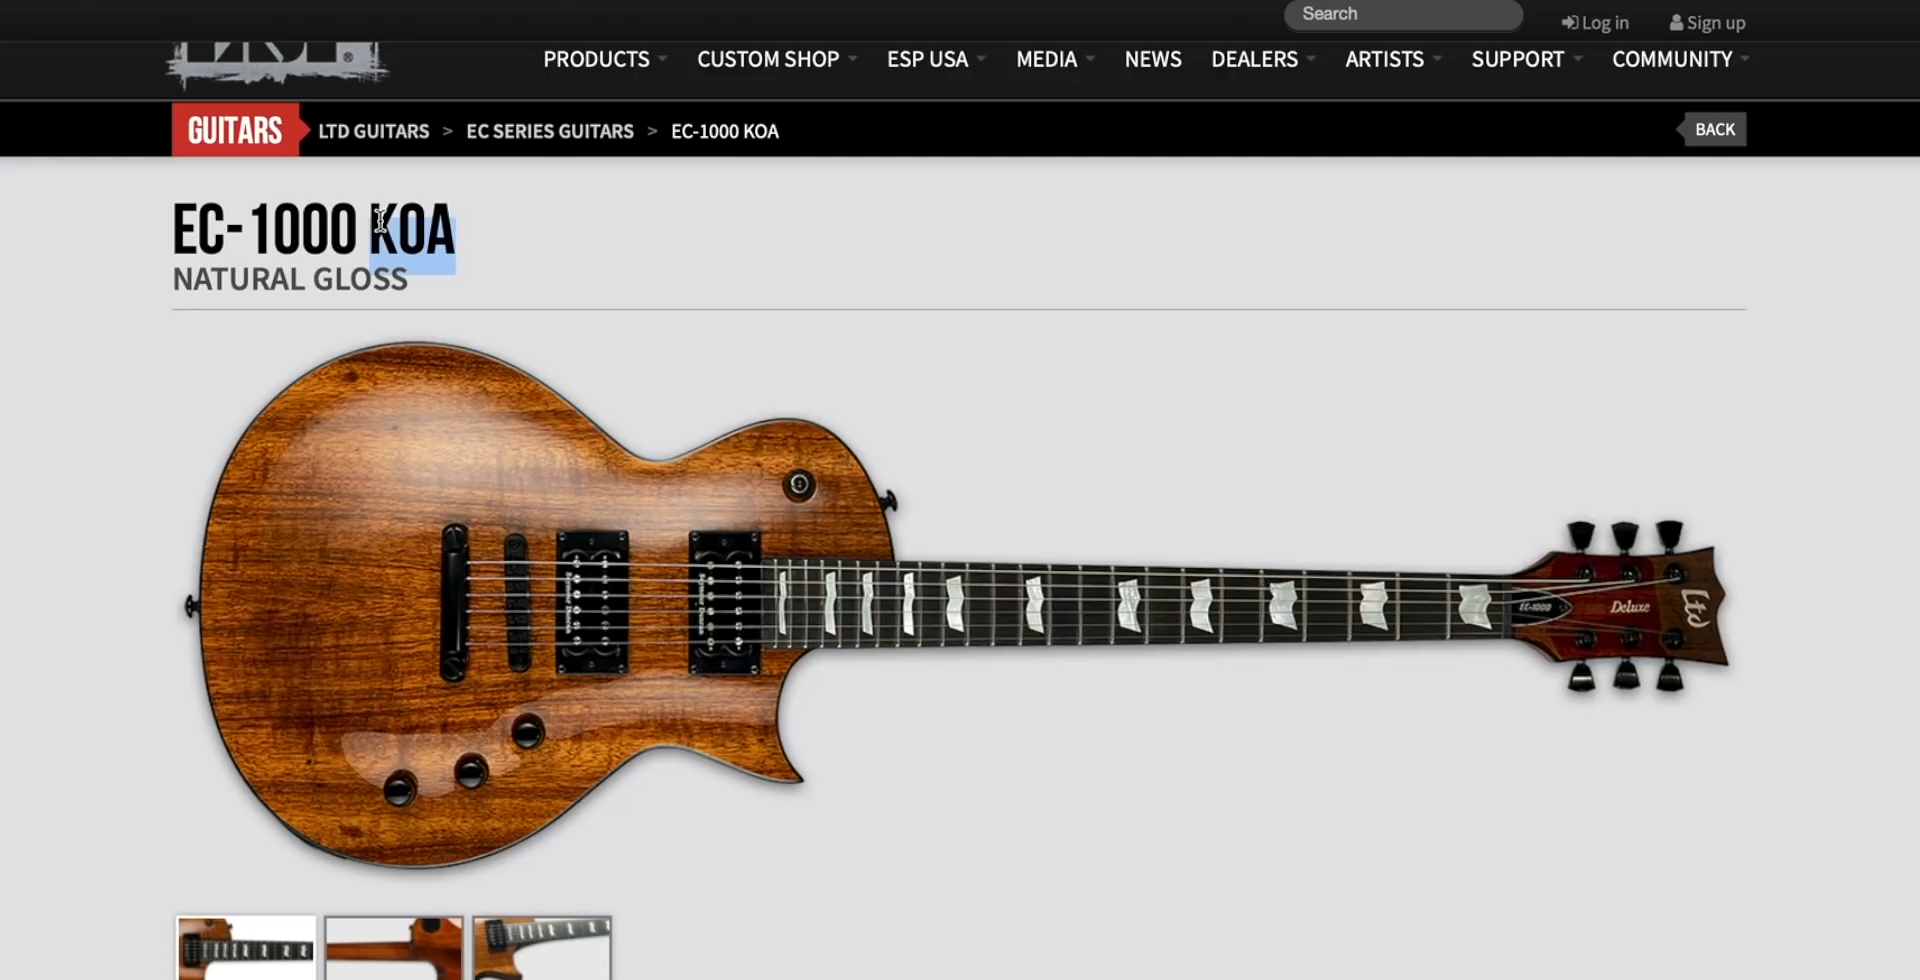 Search
Log in
Sign up
PRODUCTS
CUSTOM SHOP
ESP USA
MEDIA
NEWS
DEALERS
ARTISTS
SUPPORT
COMMUNITY
GUITARS
LTD GUITARS > EC SERIES GUITARS > EC-1000 KOA
BACK
EC-1000 KOA
NATURAL GLOSS
EC-1000
Deluxe
Ltd